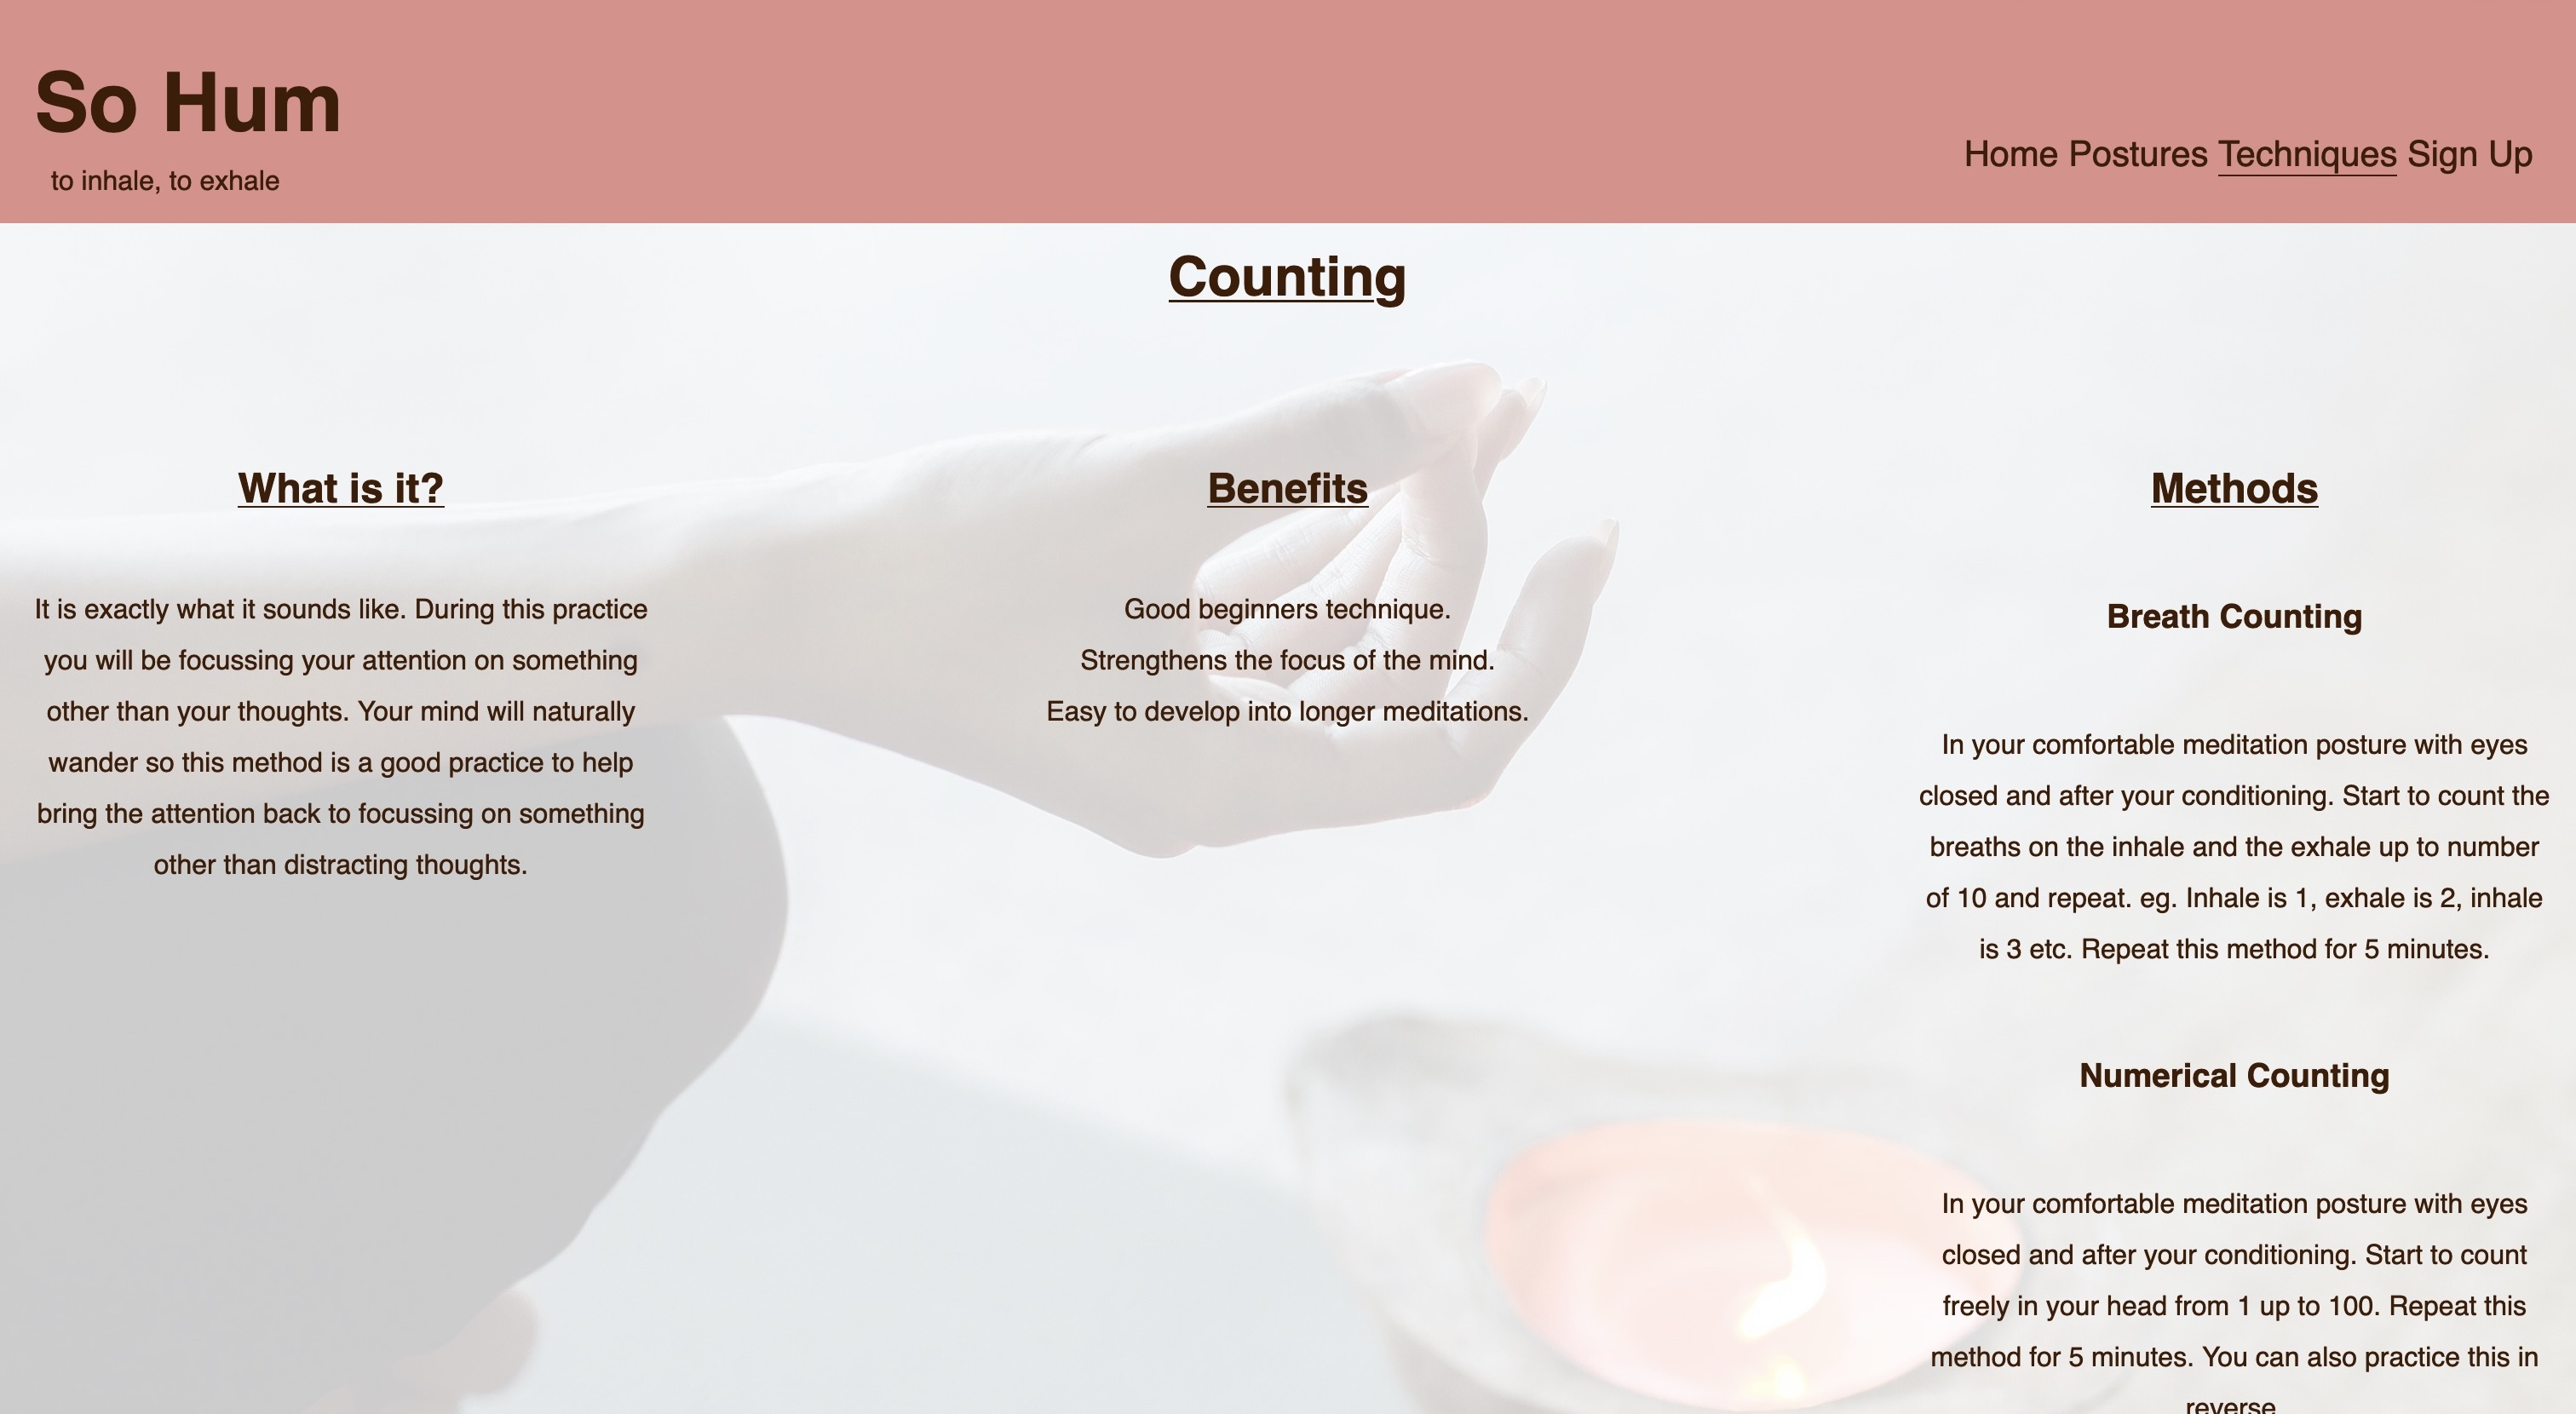 So Hum
to inhale, to exhale
Home Postures Techniques Sign Up
Counting
What is it?
It is exactly what it sounds like. During this practice
you will be focussing your attention on something
other than your thoughts. Your mind will naturally
wander so this method is a good practice to help
bring the attention back to focussing on something
other than distracting thoughts.
Benefits
Good beginners technique.
Strengthens the focus of the mind.
Easy to develop into longer meditations.
Methods
Breath Counting
In your comfortable meditation posture with eyes
closed and after your conditioning. Start to count the
breaths on the inhale and the exhale up to number
of 10 and repeat. eg. Inhale is 1, exhale is 2, inhale
is 3 etc. Repeat this method for 5 minutes.
Numerical Counting
In your comfortable meditation posture with eyes
closed and after your conditioning. Start to count
freely in your head from 1 up to 100. Repeat this
method for 5 minutes. You can also practice this in
reverse